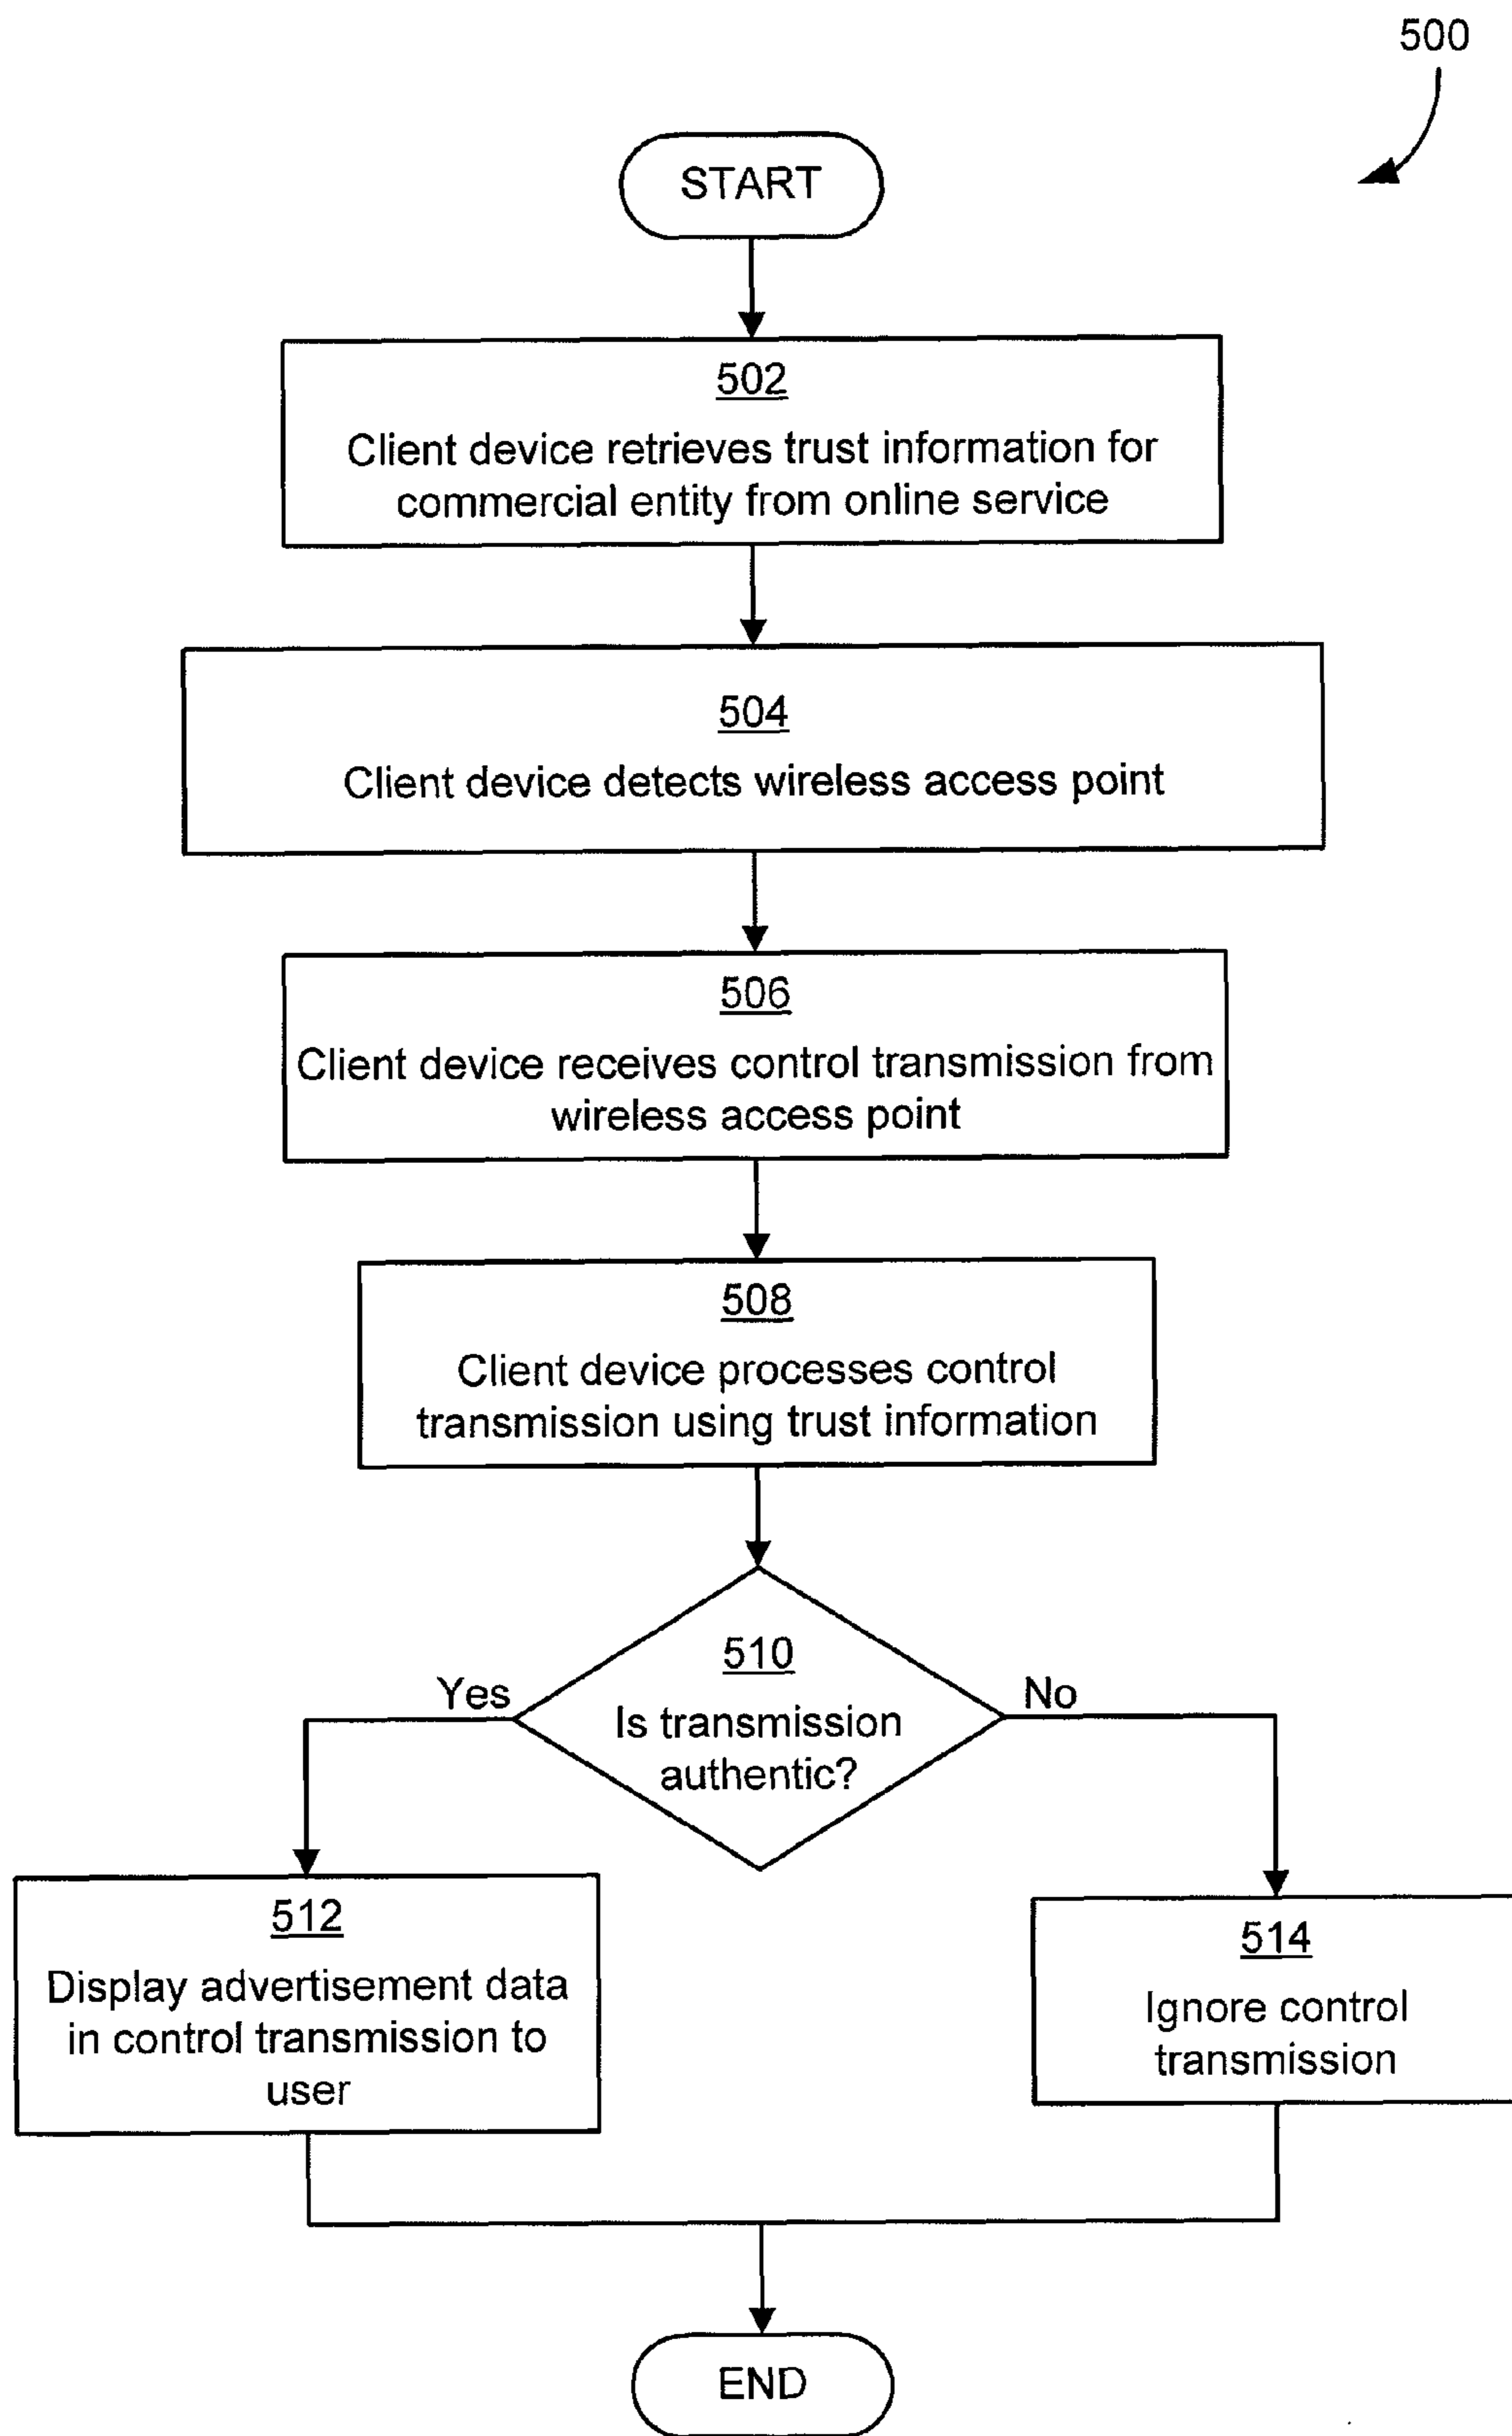 500
START
502
Client device retrieves trust information for
commercial entity from online service
504
Client device detects wireless access point
506
Client device receives control transmission from
wireless access point
508
Client device processes control
transmission using trust information
510
Is transmission
authentic?
Yes
No
512
Display advertisement data
in control transmission to
user
514
Ignore control
transmission
END